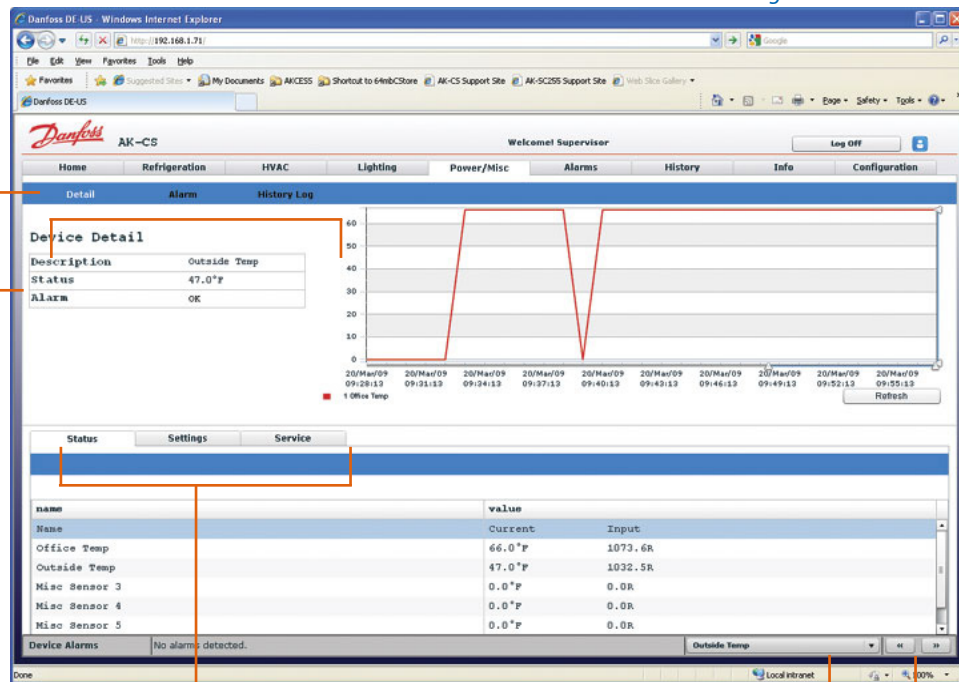 Danfoss DE-US - Windows Internet Explorer
http://192.168.1.71/
Google
File Edit View Favorites Tools Help
Favorites Suggested Sites My Documents AKCESS Shortcut to 64mbCStore AK-CS Support Site AK-SC255 Support Site Web Slice Gallery
Danfoss DE-US
Page Safety Tools
Danfoss AK-CS Welcome! Supervisor Log Off
Home Refrigeration HVAC Lighting Power/Misc Alarms History Info Configuration
Detail Alarm History Log
Device Detail
Description Outside Temp
Status 47.0°F
Alarm OK
60
50
40
30
20
10
0
20/Mar/09 20/Mar/09 20/Mar/09 20/Mar/09 20/Mar/09 20/Mar/09 20/Mar/09 20/Mar/09 20/Mar/09 20/Mar/09
09:28:13 09:31:13 09:34:13 09:37:13 09:40:13 09:43:13 09:46:13 09:49:13 09:52:13 09:55:13
1 Office Temp
Refresh
Status Settings Service
name value
Name Current Input
Office Temp 66.0°F 1073.6R
Outside Temp 47.0°F 1032.5R
Misc Sensor 3 0.0°F 0.0R
Misc Sensor 4 0.0°F 0.0R
Misc Sensor 5 0.0°F 0.0R
Device Alarms No alarms detected. Outside Temp « »
Done Local intranet 100%